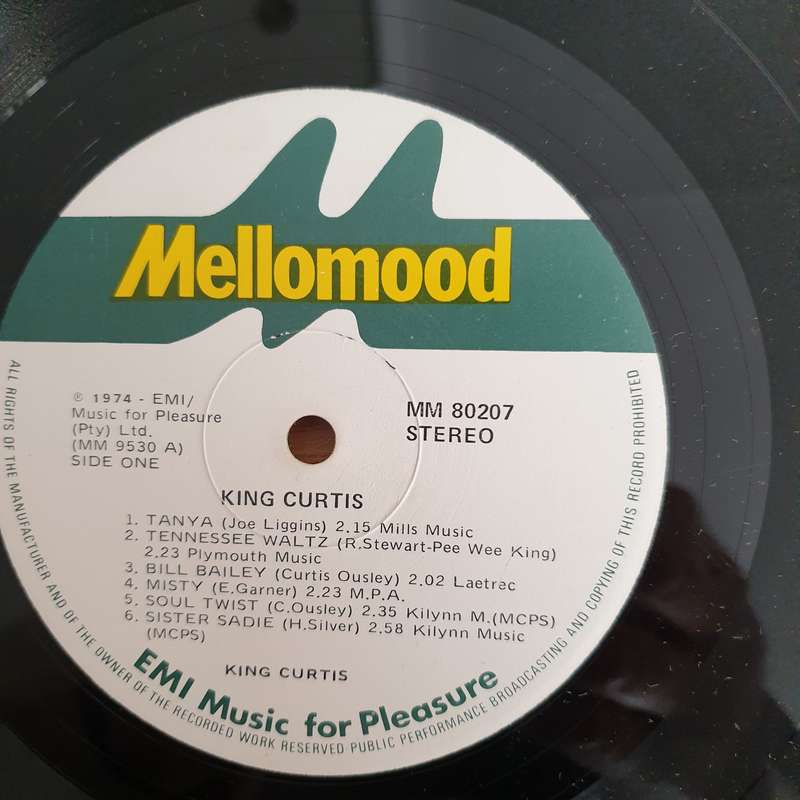 Mellomood
℗ 1974 - EMI/
Music for Pleasure
(Pty) Ltd.
(MM 9530 A)
SIDE ONE
MM 80207
STEREO
KING CURTIS
1. TANYA (Joe Liggins) 2.15 Mills Music
2. TENNESSEE WALTZ (R.Stewart-Pee Wee King)
2.23 Plymouth Music
3. BILL BAILEY (Curtis Ousley) 2.02 Laetrec
4. MISTY (E.Garner) 2.23 M.P.A.
5. SOUL TWIST (C.Ousley) 2.35 Kilynn M.(MCPS)
6. SISTER SADIE (H.Silver) 2.58 Kilynn Music
(MCPS)
KING CURTIS
EMI Music for Pleasure
ALL RIGHTS OF THE MANUFACTURER AND OF THE OWNER OF THE RECORDED WORK RESERVED PUBLIC PERFORMANCE BROADCASTING AND COPYING OF THIS RECORD PROHIBITED